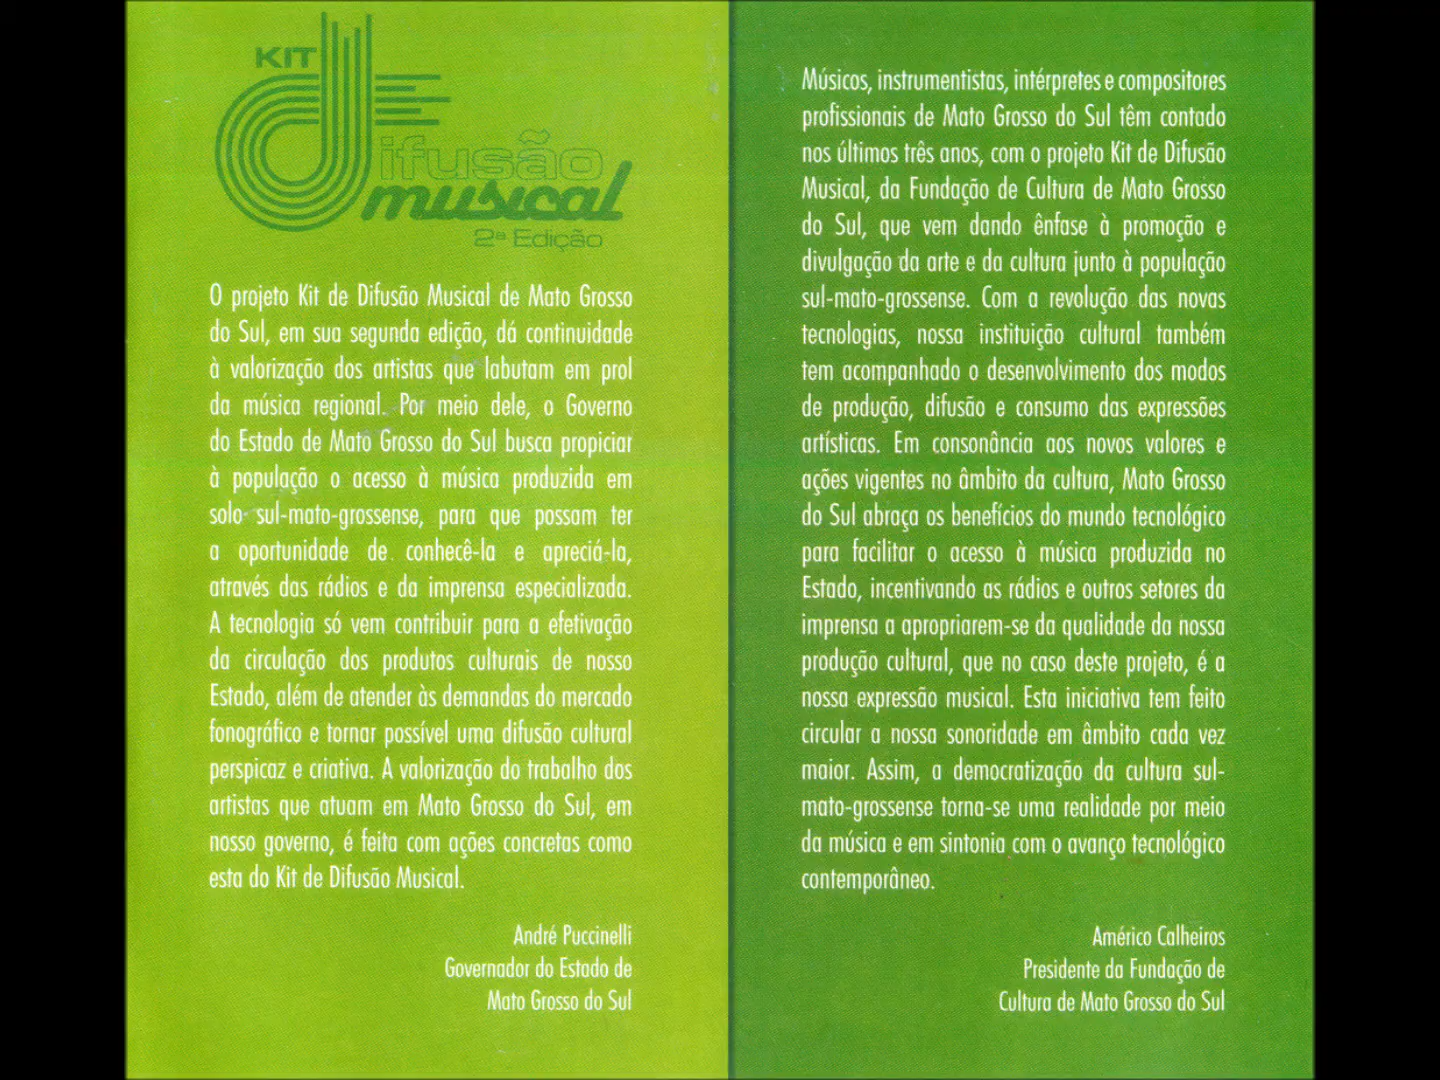 KIT
difusão
musical
2ª Edição
O projeto Kit de Difusão Musical de Mato Grosso
do Sul, em sua segunda edição, dá continuidade
à valorização dos artistas que labutam em prol
da música regional. Por meio dele, o Governo
do Estado de Mato Grosso do Sul busca propiciar
à população o acesso à música produzida em
solo sul-mato-grossense, para que possam ter
a oportunidade de conhecê-la e apreciá-la,
através das rádios e da imprensa especializada.
A tecnologia só vem contribuir para a efetivação
da circulação dos produtos culturais de nosso
Estado, além de atender às demandas do mercado
fonográfico e tornar possível uma difusão cultural
perspicaz e criativa. A valorização do trabalho dos
artistas que atuam em Mato Grosso do Sul, em
nosso governo, é feita com ações concretas como
esta do Kit de Difusão Musical.
André Puccinelli
Governador do Estado de
Mato Grosso do Sul
Músicos, instrumentistas, intérpretes e compositores
profissionais de Mato Grosso do Sul têm contado
nos últimos três anos, com o projeto Kit de Difusão
Musical, da Fundação de Cultura de Mato Grosso
do Sul, que vem dando ênfase à promoção e
divulgação da arte e da cultura junto à população
sul-mato-grossense. Com a revolução das novas
tecnologias, nossa instituição cultural também
tem acompanhado o desenvolvimento dos modos
de produção, difusão e consumo das expressões
artísticas. Em consonância aos novos valores e
ações vigentes no âmbito da cultura, Mato Grosso
do Sul abraça os benefícios do mundo tecnológico
para facilitar o acesso à música produzida no
Estado, incentivando as rádios e outros setores da
imprensa a apropriarem-se da qualidade da nossa
produção cultural, que no caso deste projeto, é a
nossa expressão musical. Esta iniciativa tem feito
circular a nossa sonoridade em âmbito cada vez
maior. Assim, a democratização da cultura sul-
mato-grossense torna-se uma realidade por meio
da música e em sintonia com o avanço tecnológico
contemporâneo.
Américo Calheiros
Presidente da Fundação de
Cultura de Mato Grosso do Sul